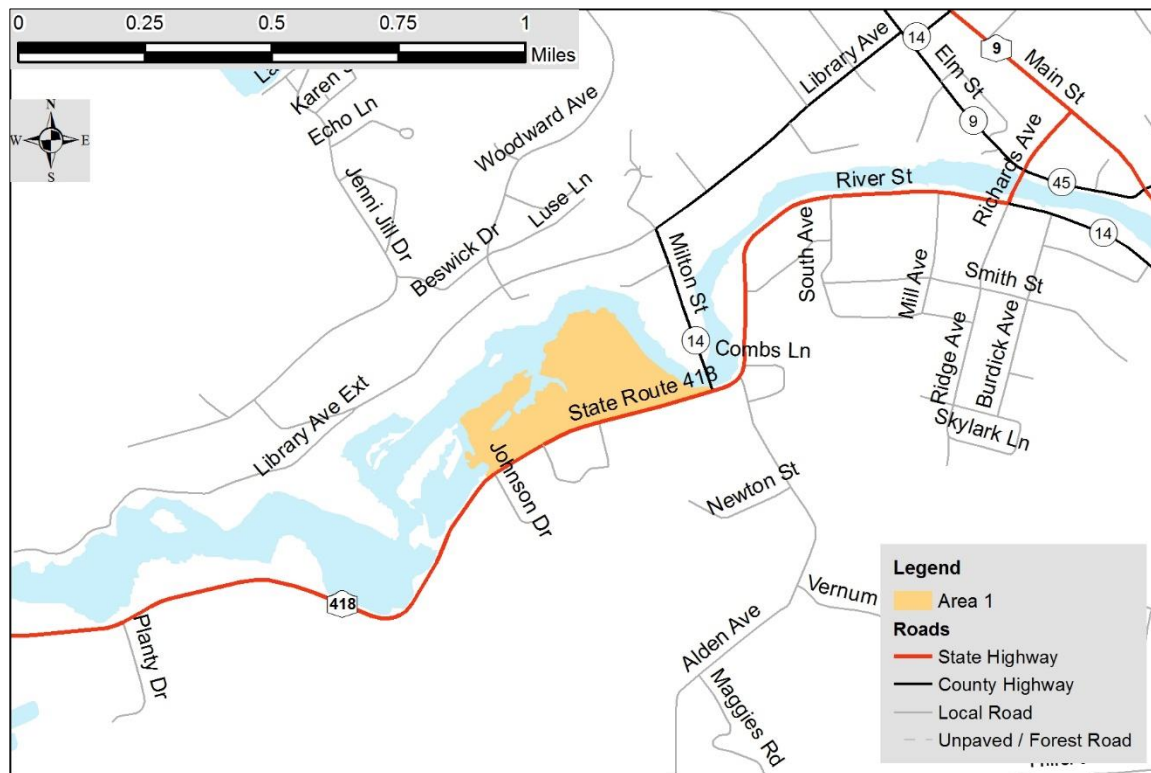 0 0.25 0.5 0.75 1
Miles
N
W E
S
Karen
Echo Ln
Jenni Jill Dr
Woodward Ave
Luse Ln
Beswick Dr
Library Ave
14
Elm St
9
9
Main St
Richards Ave
45
14
River St
Milton St
14
South Ave
Mill Ave
Smith St
Ridge Ave
Burdick Ave
Skylark Ln
Combs Ln
State Route 418
Library Ave Ext
Johnson Dr
Newton St
418
Planty Dr
Vernum
Alden Ave
Maggies Rd
Legend
Area 1
Roads
State Highway
County Highway
Local Road
Unpaved / Forest Road